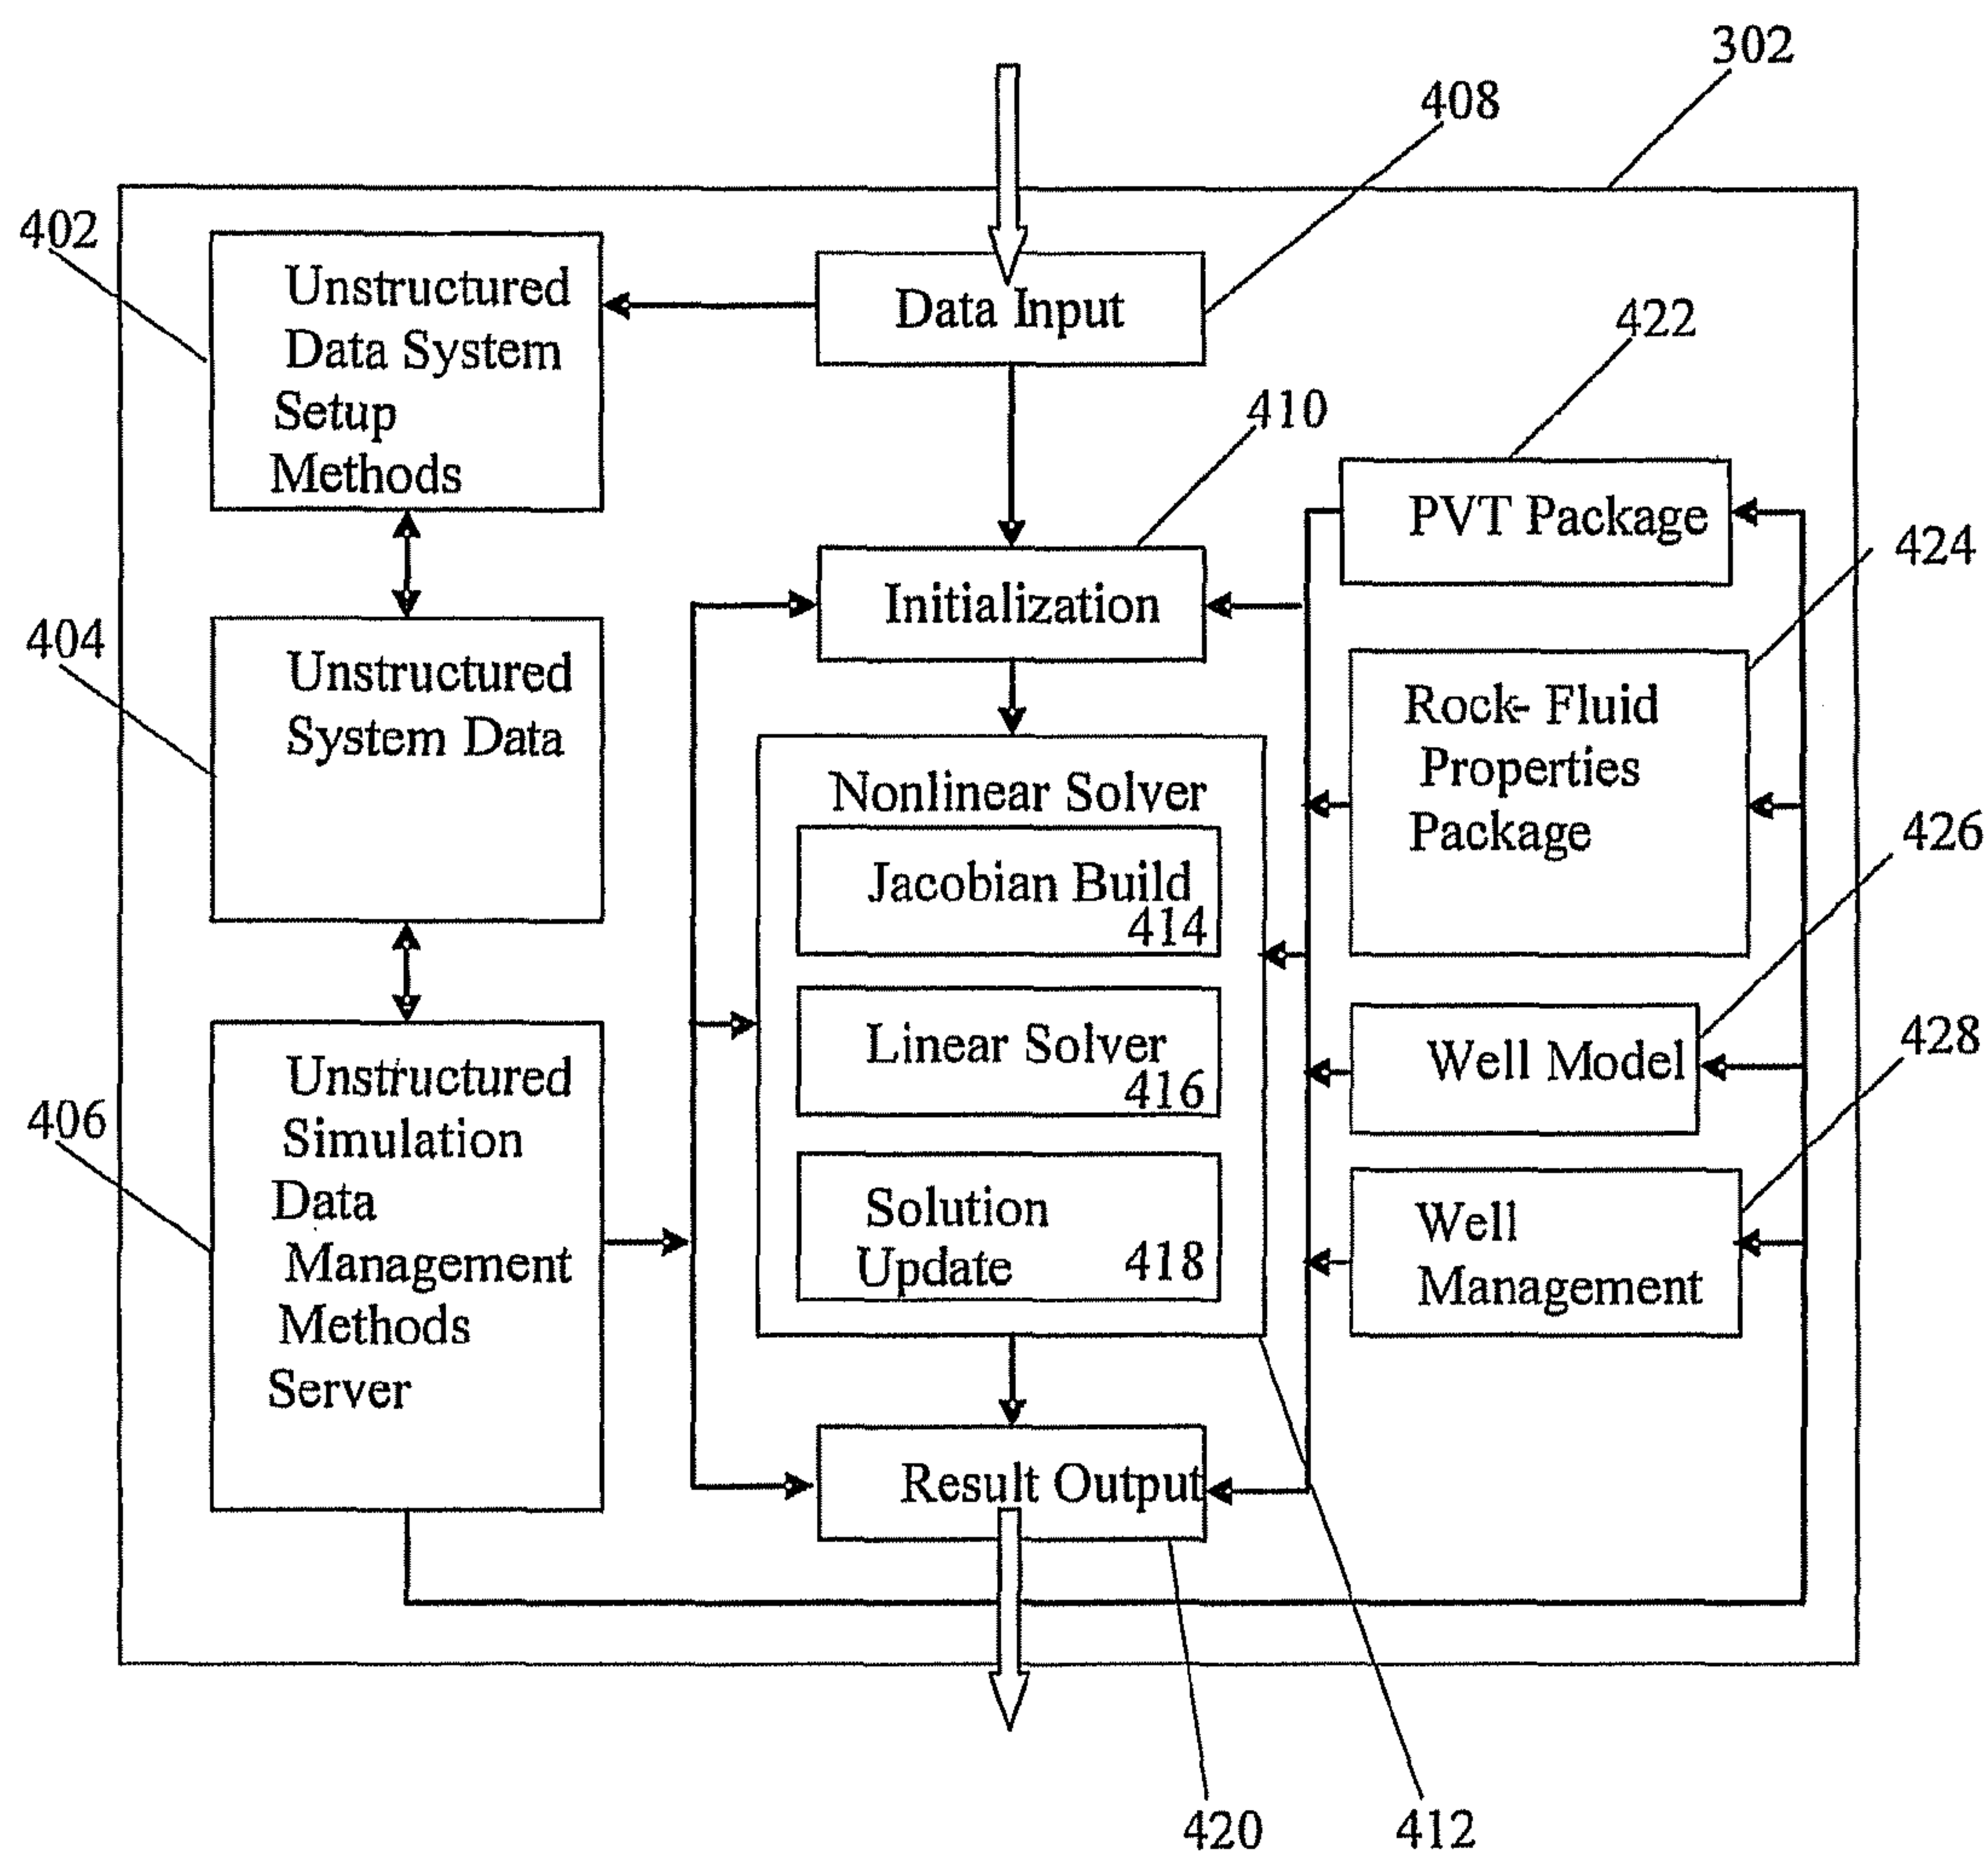 302
408
402
Unstructured
Data System
Setup
Methods
Data Input
422
410
PVT Package
424
Initialization
404
Unstructured
System Data
Rock- Fluid
Properties
Package
Nonlinear Solver
Jacobian Build
414
426
Linear Solver
416
Well Model
428
406
Unstructured
Simulation
Data
Management
Methods
Server
Solution
Update
418
Well
Management
Result Output
420
412